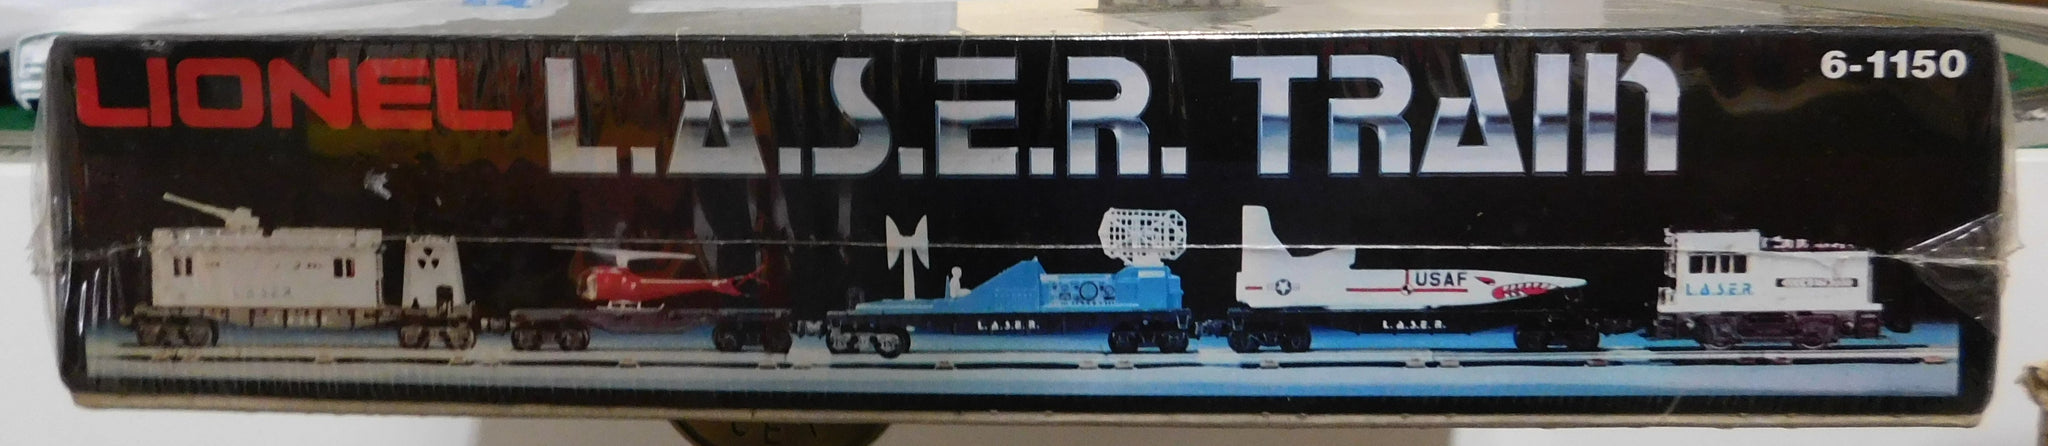 LIONEL L.A.S.E.R. TRAIN 6-1150
USAF
L.A.S.E.R
L.A.S.E.R.
L.A.S.E.R.
L.A.S.E.R